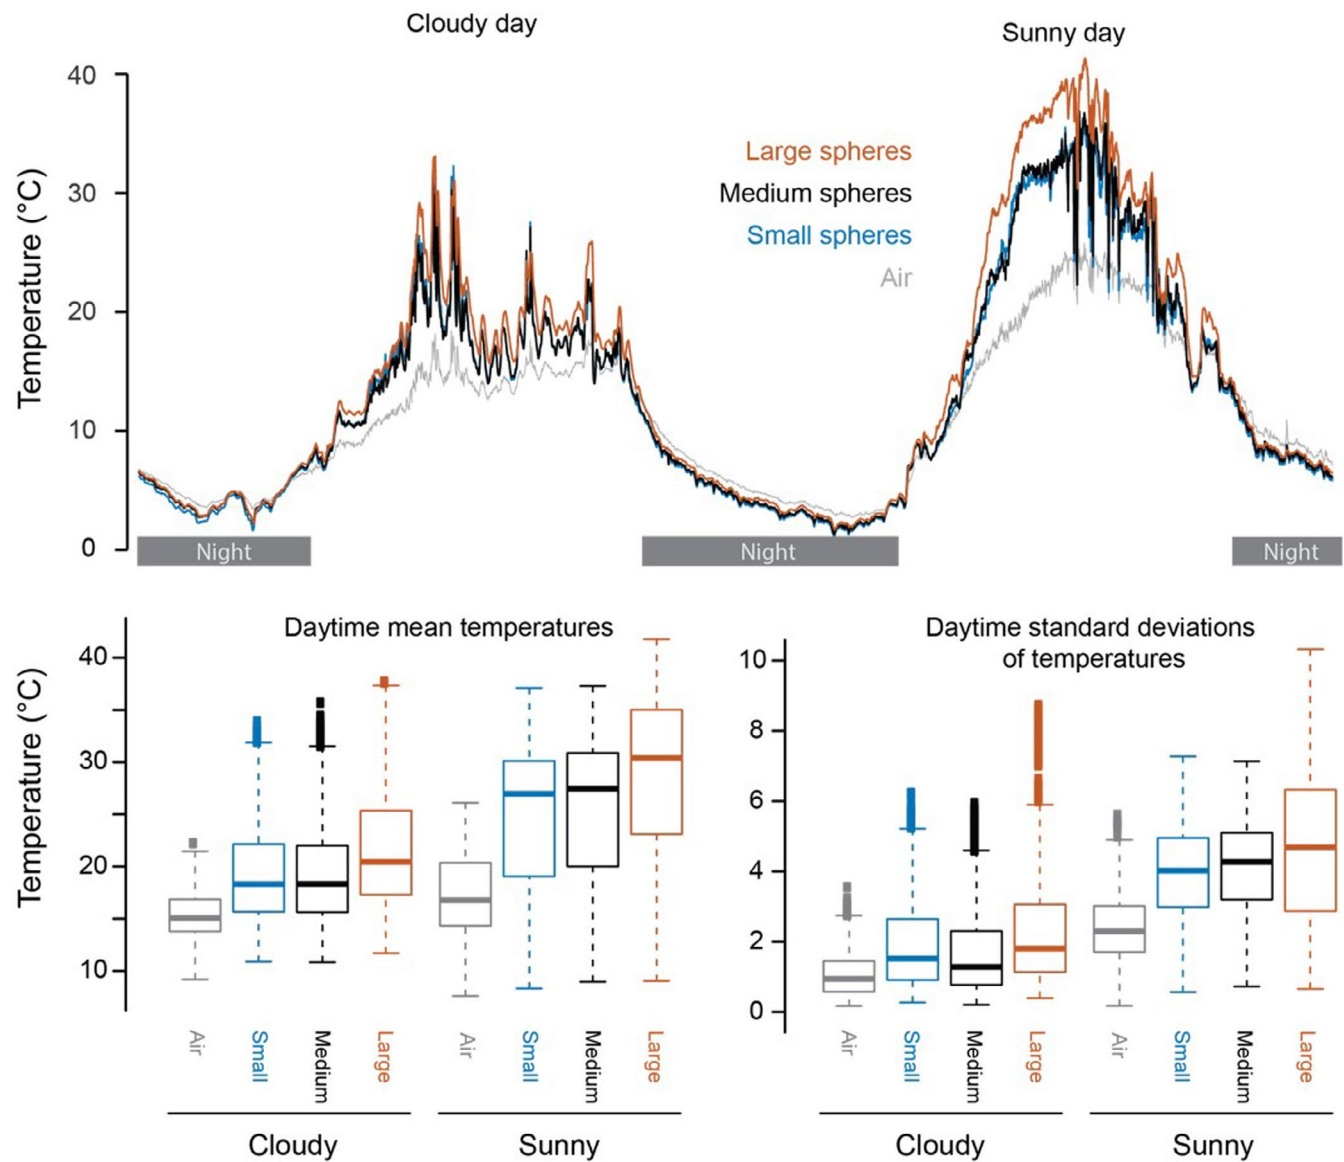 Cloudy day
Sunny day
Temperature (°C)
40
30
20
10
0
Large spheres
Medium spheres
Small spheres
Air
Night
Night
Night
Daytime mean temperatures
Temperature (°C)
40
30
20
10
Air
Small
Medium
Large
Air
Small
Medium
Large
Cloudy
Sunny
Daytime standard deviations
of temperatures
10
8
6
4
2
0
Air
Small
Medium
Large
Air
Small
Medium
Large
Cloudy
Sunny